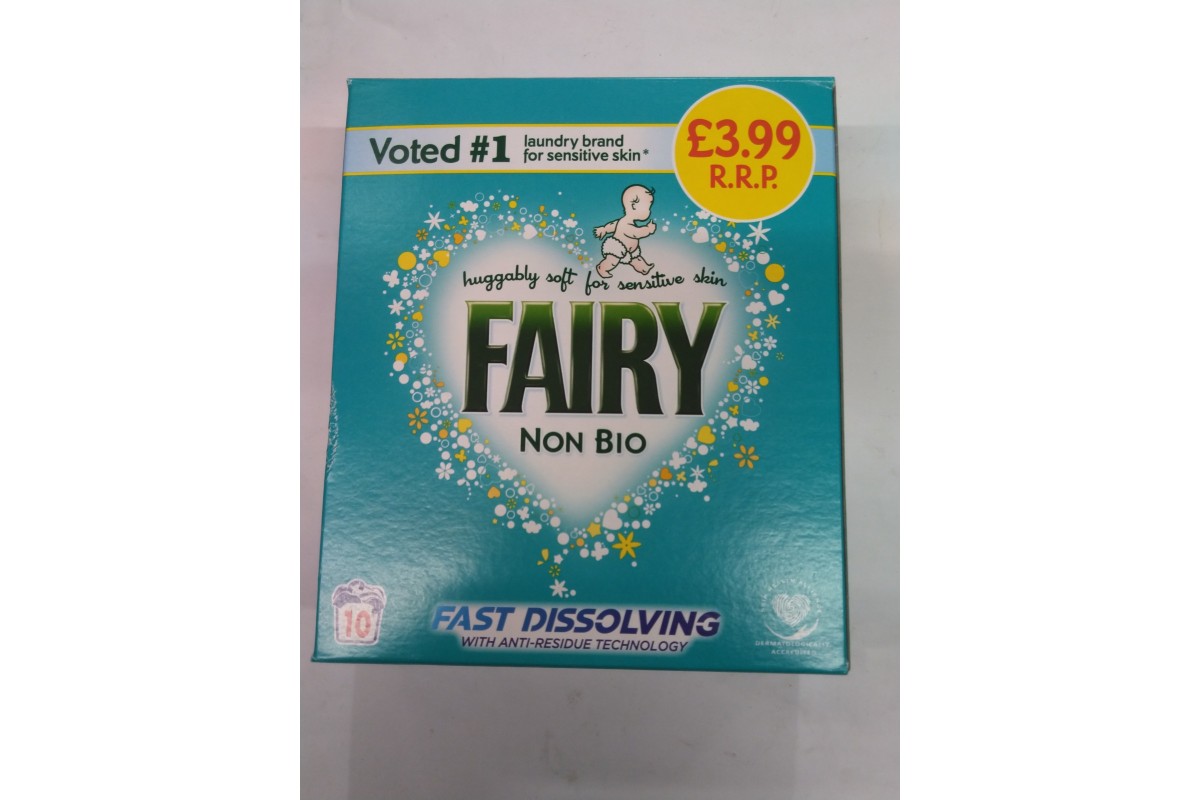 Voted #1 laundry brand
for sensitive skin*
£3.99
R.R.P.
huggably soft for sensitive skin
FAIRY
NON BIO
10
FAST DISSOLVING
WITH ANTI-RESIDUE TECHNOLOGY